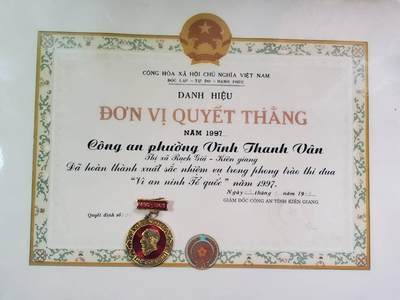 CỘNG HÒA XÃ HỘI CHỦ NGHĨA VIỆT NAM
ĐỘC LẬP - TỰ DO - HẠNH PHÚC
DANH HIỆU
ĐƠN VỊ QUYẾT THẮNG
NĂM 1997
Công an phường Vĩnh Thanh Vân
Thị xã Rạch Giá - Kiên giang
Đã hoàn thành xuất sắc nhiệm vụ trong phong trào thi đua
"Vì an ninh Tổ quốc" năm 1997.
Ngày tháng năm 19
GIÁM ĐỐC CÔNG AN TỈNH KIÊN GIANG
Quyết định số